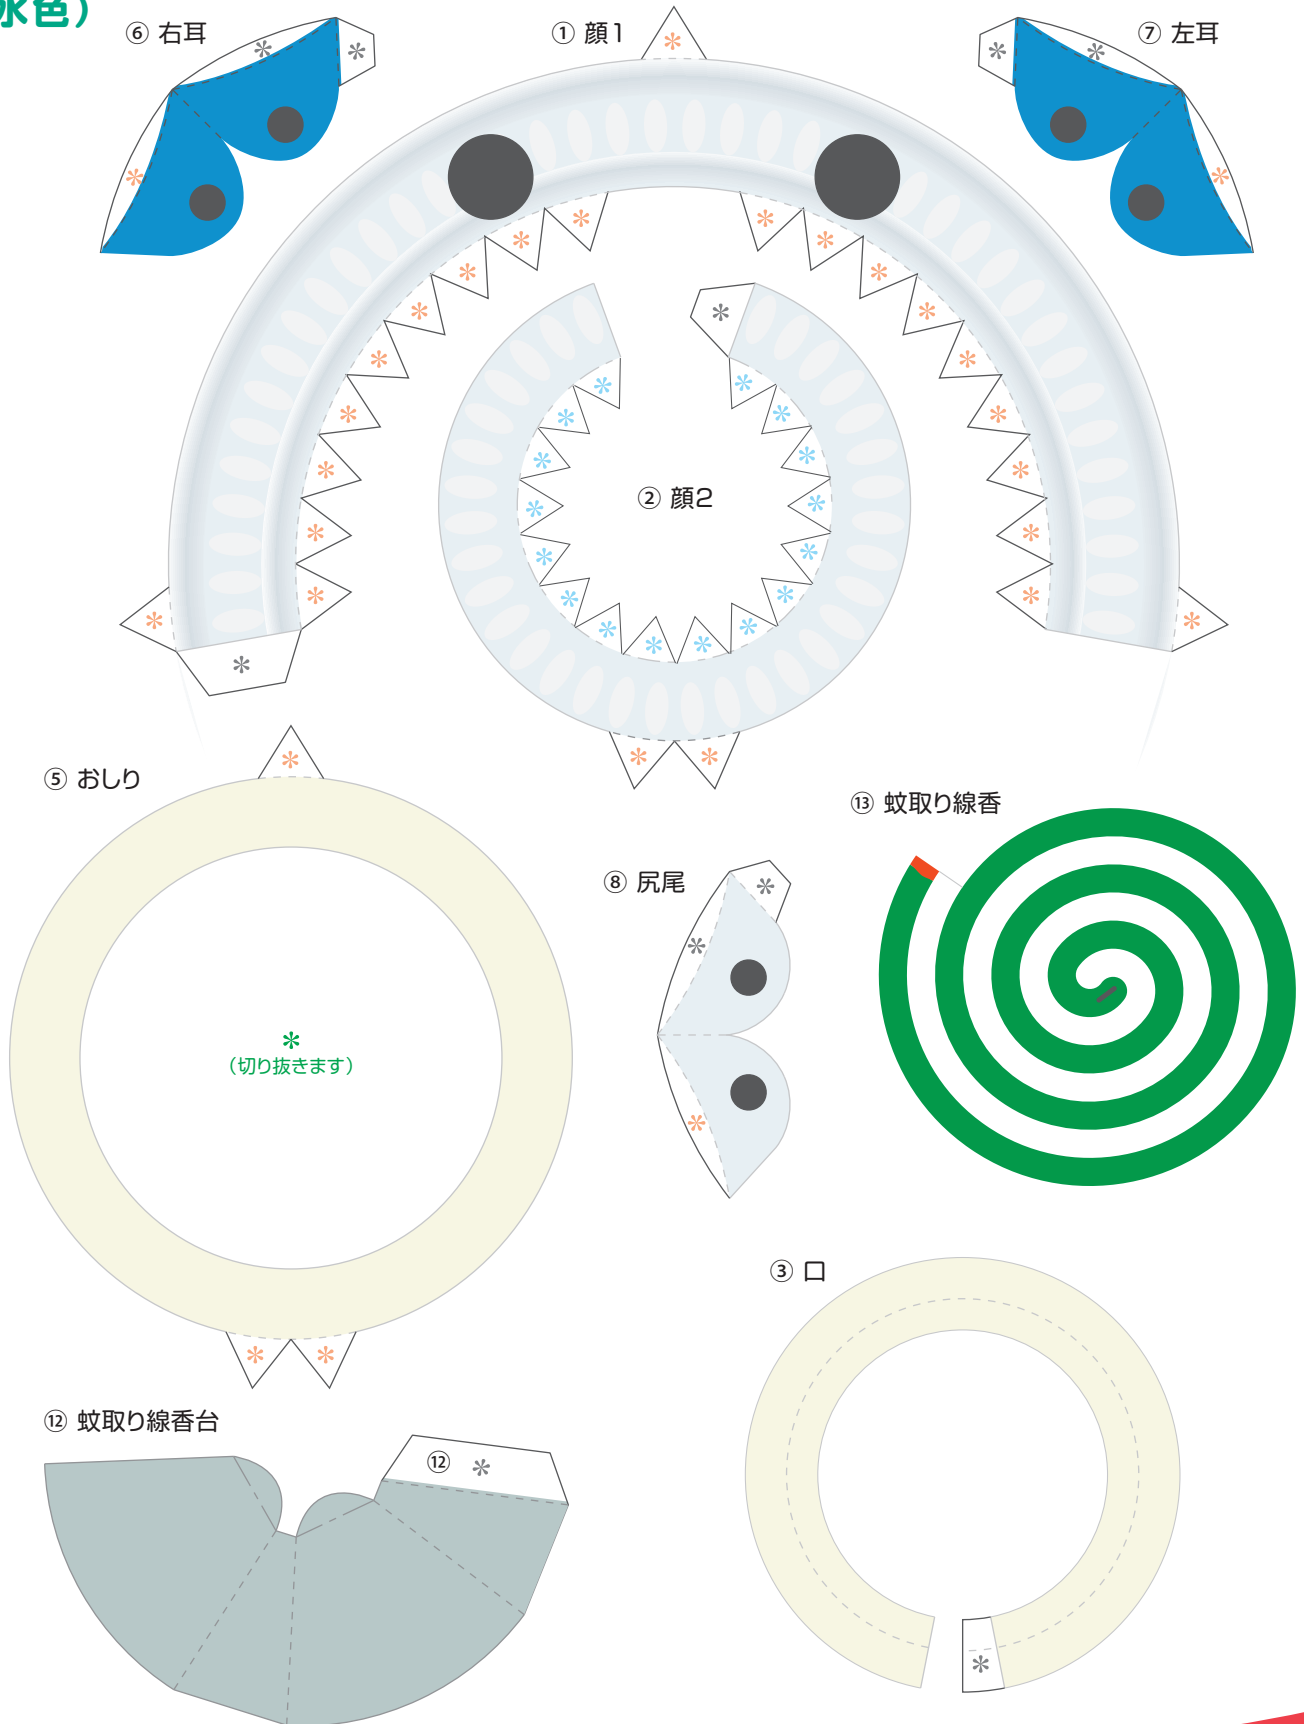 水色）
⑥ 右耳
① 顔1
⑦ 左耳
② 顔2
⑤ おしり
⑬ 蚊取り線香
⑧ 尻尾
＊
（切り抜きます）
③ 口
⑫ 蚊取り線香台
⑫ ＊